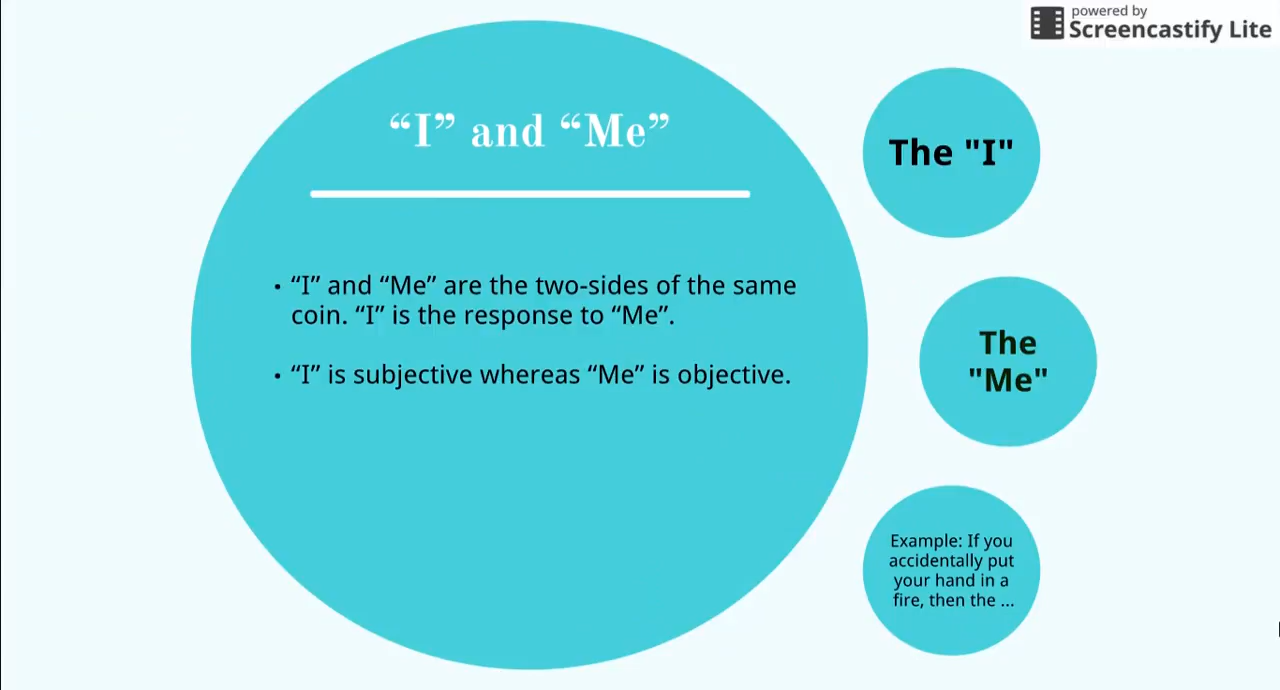 powered by
Screencastify Lite
“I” and “Me”
• “I” and “Me” are the two-sides of the same
coin. “I” is the response to “Me”.
• “I” is subjective whereas “Me” is objective.
The "I"
The
"Me"
Example: If you
accidentally put
your hand in a
fire, then the ...